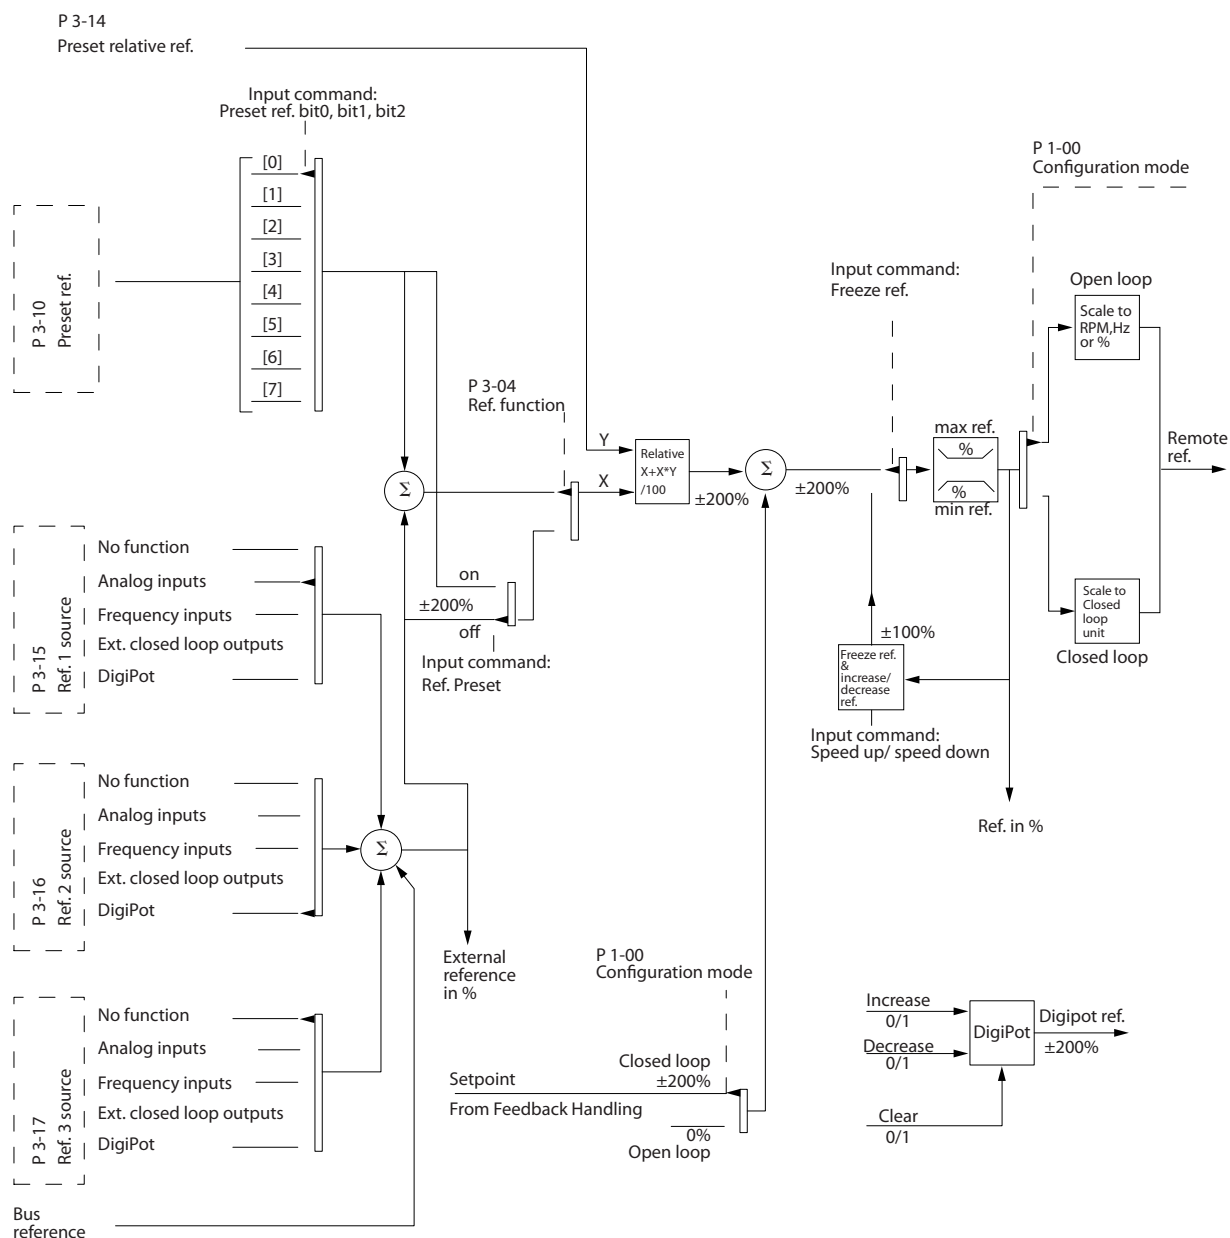 P 3-14
Preset relative ref.
Input command:
Preset ref. bit0, bit1, bit2
[0]
[1]
[2]
[3]
[4]
[5]
[6]
[7]
P 3-10
Preset ref.
P 1-00
Configuration mode
Input command:
Freeze ref.
Open loop
Scale to
RPM,Hz
or %
P 3-04
Ref. function
Y
X
Relative
X+X*Y
/100
±200%
Σ
±200%
max ref.
%
%
min ref.
Remote
ref.
Σ
on
±200%
off
Input command:
Ref. Preset
P 3-15
Ref. 1 source
No function
Analog inputs
Frequency inputs
Ext. closed loop outputs
DigiPot
Scale to
Closed
loop
unit
Closed loop
±100%
Freeze ref.
&
increase/
decrease
ref.
Input command:
Speed up/ speed down
Ref. in %
P 3-16
Ref. 2 source
No function
Analog inputs
Frequency inputs
Ext. closed loop outputs
DigiPot
Σ
External
reference
in %
P 3-17
Ref. 3 source
No function
Analog inputs
Frequency inputs
Ext. closed loop outputs
DigiPot
P 1-00
Configuration mode
Closed loop
±200%
Setpoint
From Feedback Handling
0%
Open loop
Increase
0/1
Decrease
0/1
Clear
0/1
DigiPot
Digipot ref.
±200%
Bus
reference